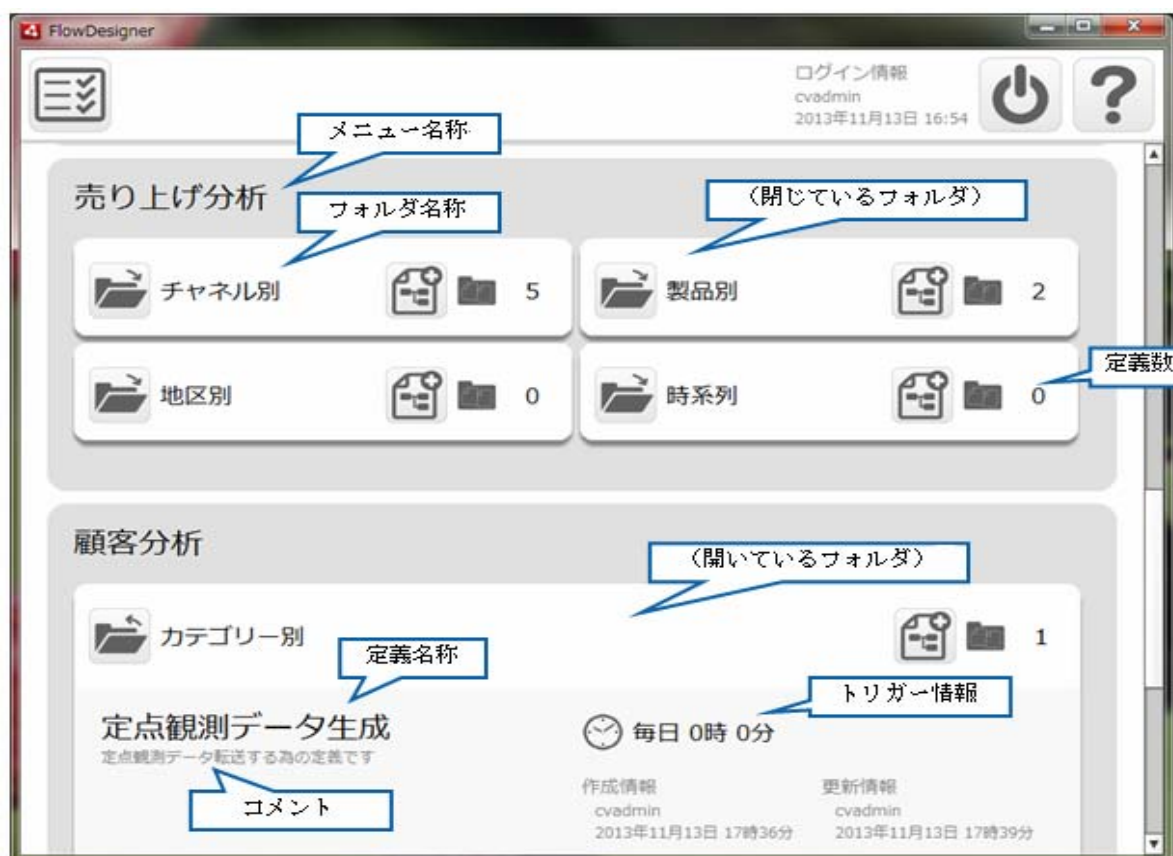 FlowDesigner
ログイン情報
cvadmin
2013年11月13日 16:54
メニュー名称
売り上げ分析
フォルダ名称
（閉じているフォルダ）
チャネル別
5
製品別
2
定義数
地区別
0
時系列
0
顧客分析
（開いているフォルダ）
カテゴリー別
1
定義名称
トリガー情報
定点観測データ生成
毎日 0時 0分
定点観測データ転送する為の定義です
コメント
作成情報
更新情報
cvadmin
cvadmin
2013年11月13日 17時36分
2013年11月13日 17時39分